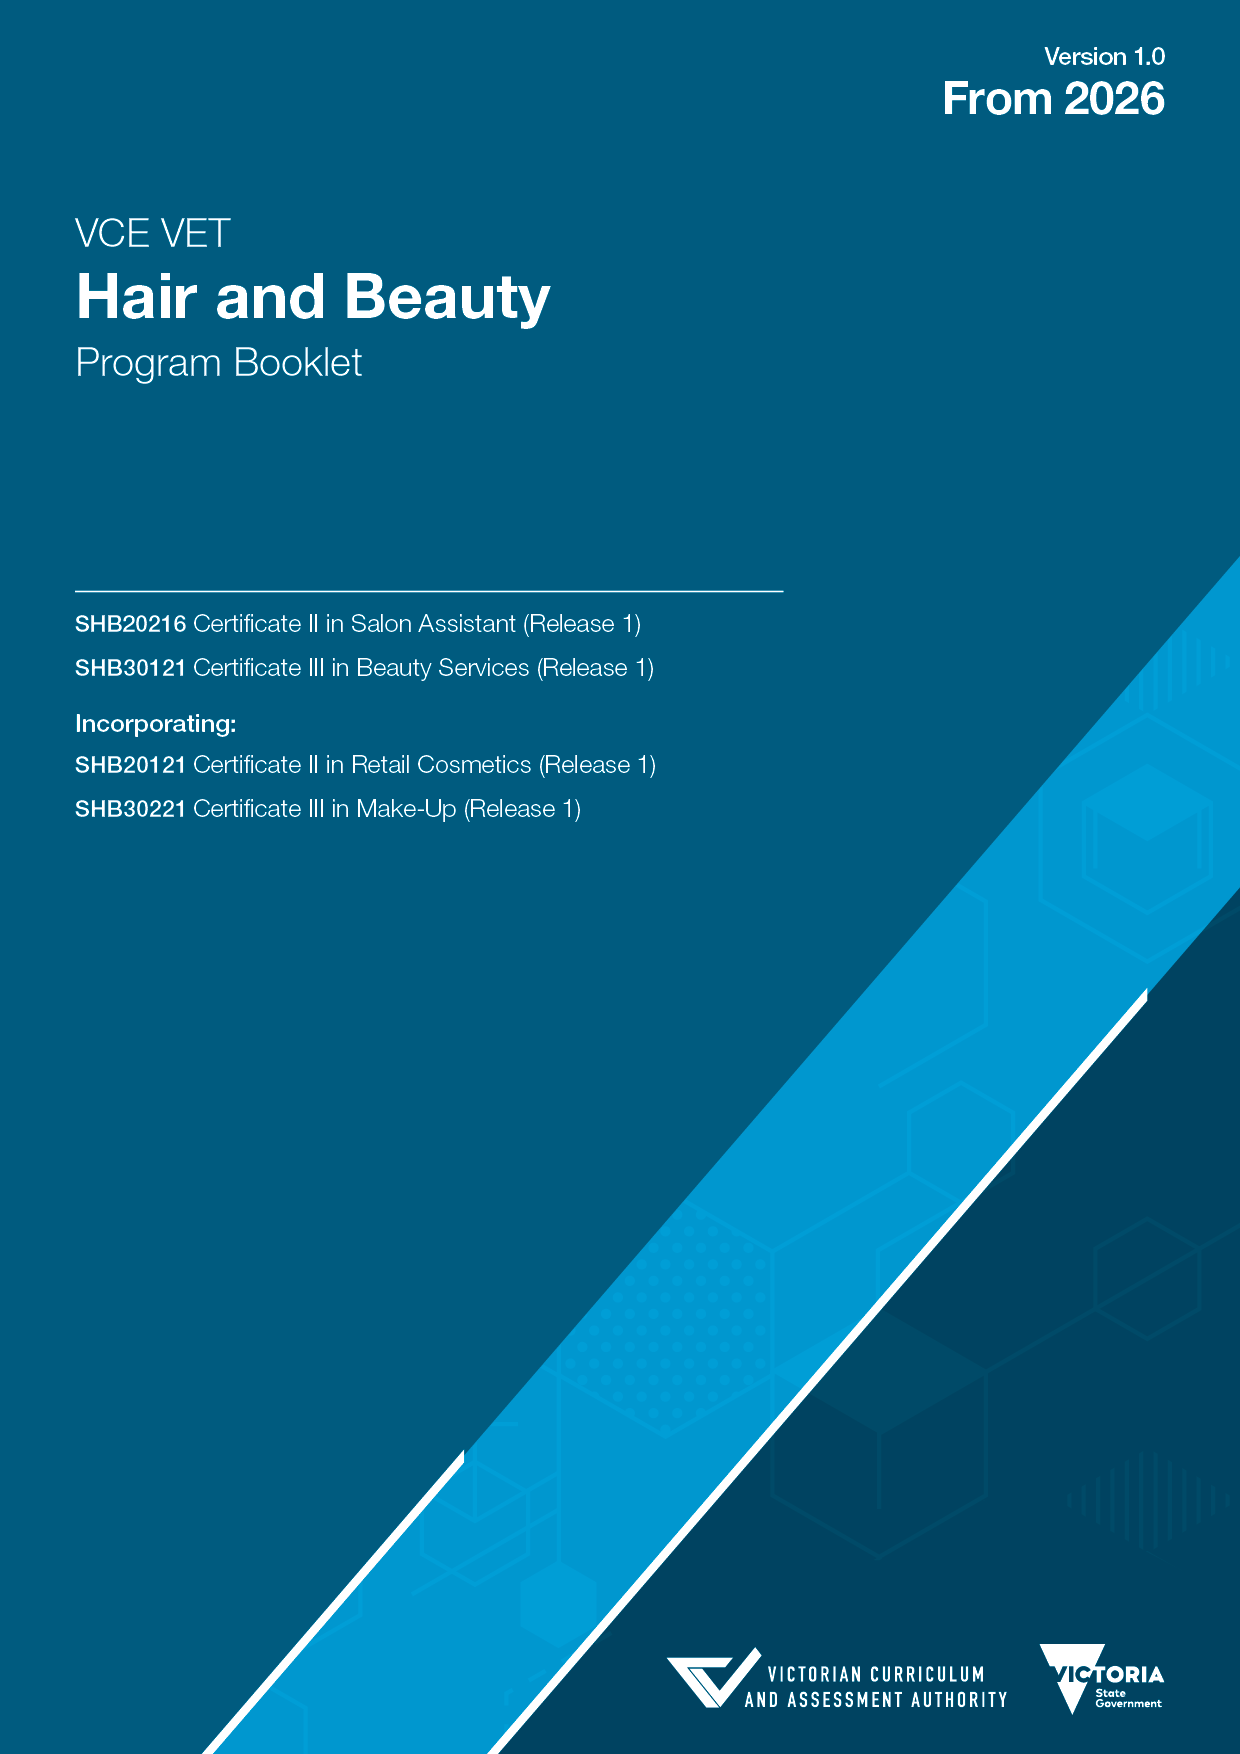 Version 1.0
From 2026
VCE VET
Hair and Beauty
Program Booklet
SHB20216 Certificate II in Salon Assistant (Release 1)
SHB30121 Certificate III in Beauty Services (Release 1)
Incorporating:
SHB20121 Certificate II in Retail Cosmetics (Release 1)
SHB30221 Certificate III in Make-Up (Release 1)
VICTORIAN CURRICULUM
AND ASSESSMENT AUTHORITY
VICTORIA
State
Government